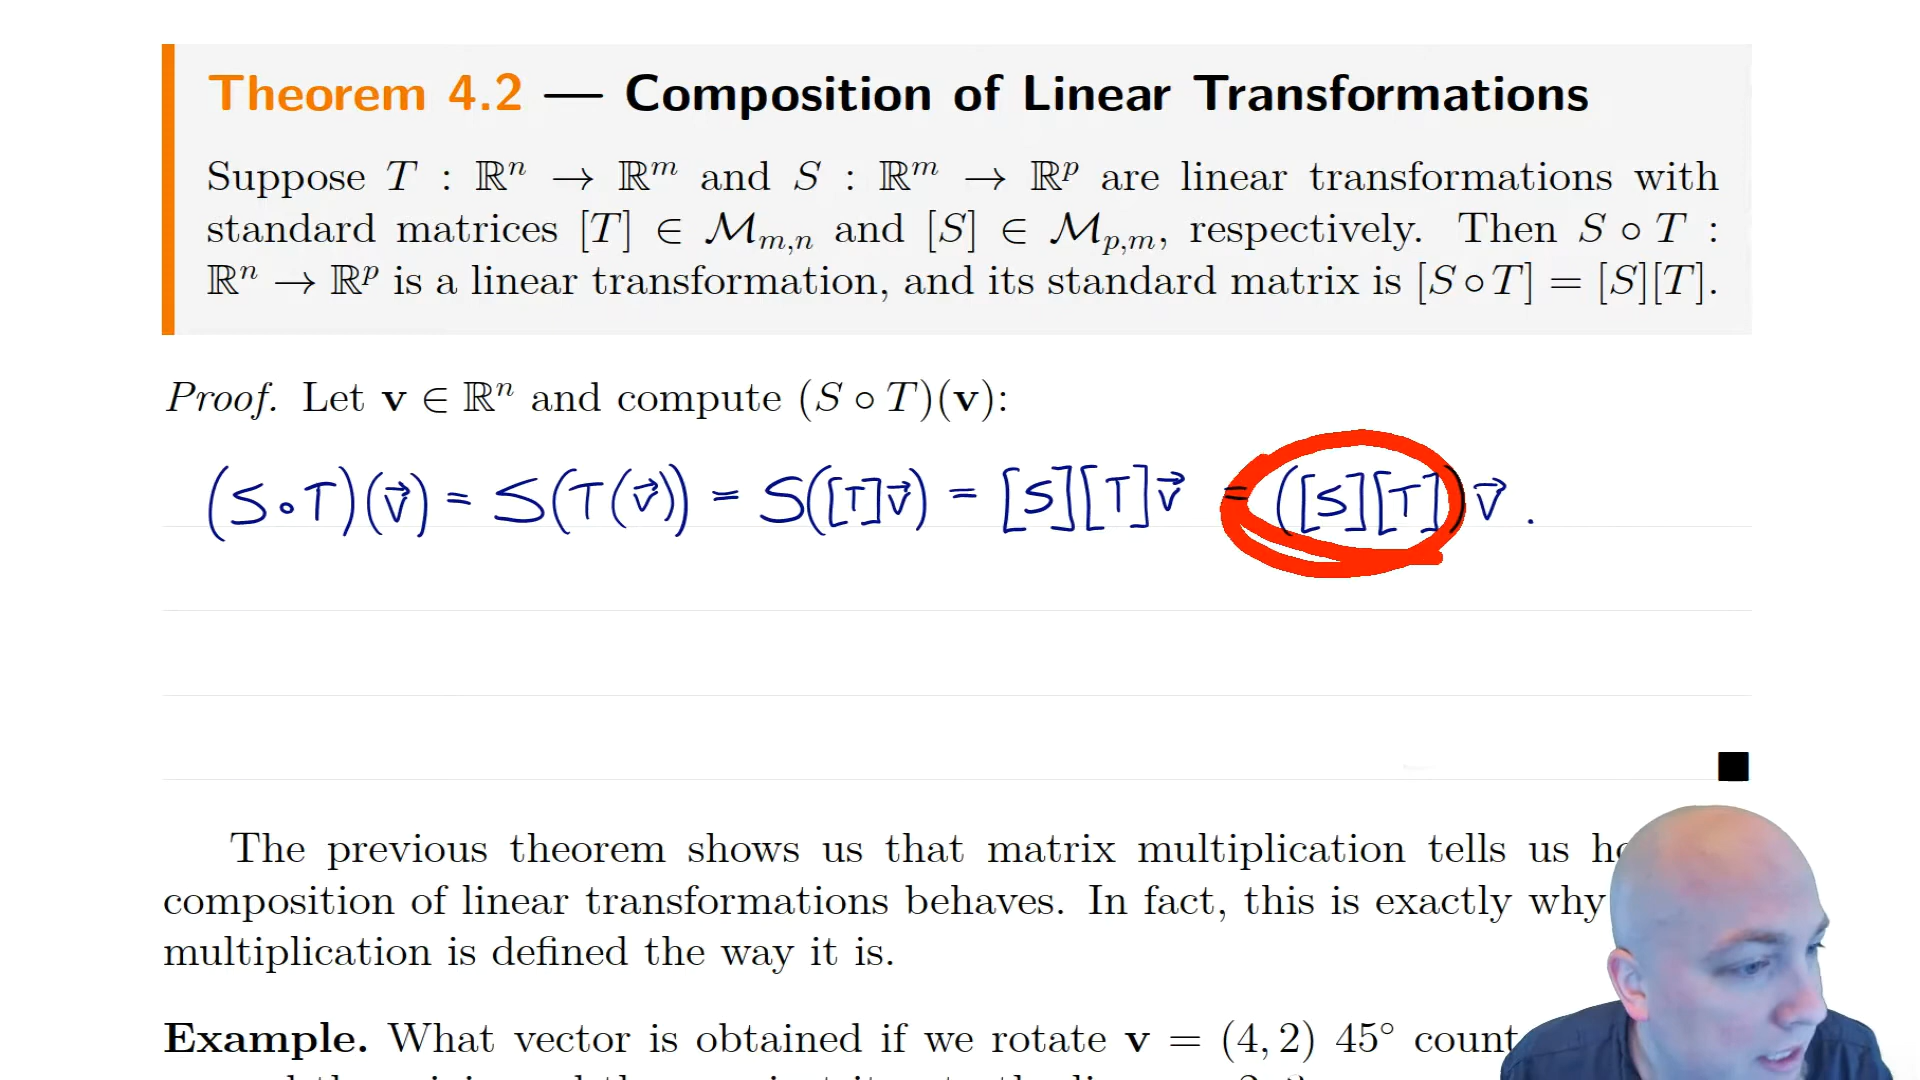 Theorem 4.2 — Composition of Linear Transformations
Suppose T : ℝⁿ → ℝᵐ and S : ℝᵐ → ℝᵖ are linear transformations with
standard matrices [T] ∈ ℳ_{m,n} and [S] ∈ ℳ_{p,m}, respectively. Then S ∘ T :
ℝⁿ → ℝᵖ is a linear transformation, and its standard matrix is [S ∘ T] = [S][T].
Proof. Let v ∈ ℝⁿ and compute (S ∘ T)(v):
(S∘T)(v⃗) = S(T(v⃗)) = S([T]v⃗) = [S][T]v⃗ = ([S][T])v⃗.
■
The previous theorem shows us that matrix multiplication tells us
composition of linear transformations behaves. In fact, this is exactly why
multiplication is defined the way it is.
Example. What vector is obtained if we rotate v = (4, 2) 45° count